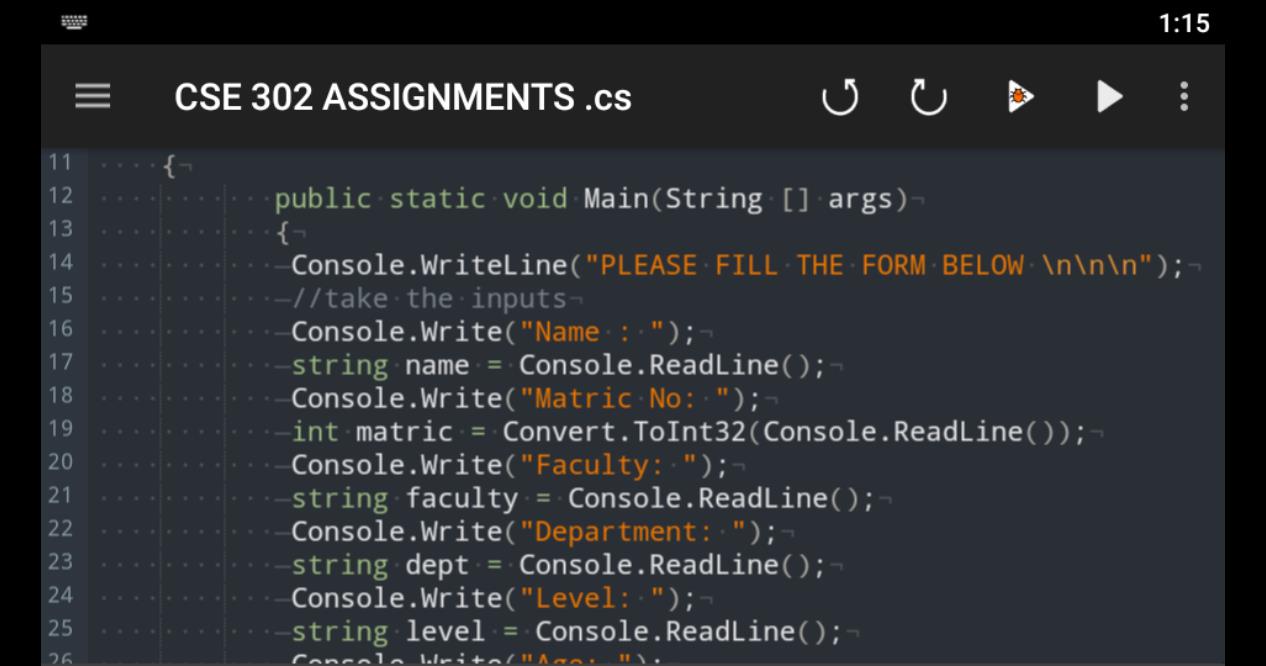 1:15
CSE 302 ASSIGNMENTS .cs
11 {
12 public static void Main(String [] args)
13 {
14 Console.WriteLine("PLEASE FILL THE FORM BELOW \n\n\n");
15 //take the inputs
16 Console.Write("Name : ");
17 string name = Console.ReadLine();
18 Console.Write("Matric No: ");
19 int matric = Convert.ToInt32(Console.ReadLine());
20 Console.Write("Faculty: ");
21 string faculty = Console.ReadLine();
22 Console.Write("Department: ");
23 string dept = Console.ReadLine();
24 Console.Write("Level: ");
25 string level = Console.ReadLine();
26 Console.Write("Age: ");